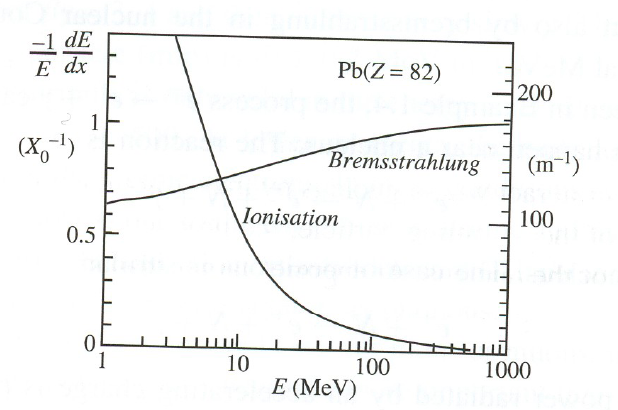 −1 dE
E dx
Pb(Z = 82)
200
1
(X₀⁻¹)
Bremsstrahlung
(m⁻¹)
Ionisation
100
0.5
0
1
10
100
1000
E (MeV)